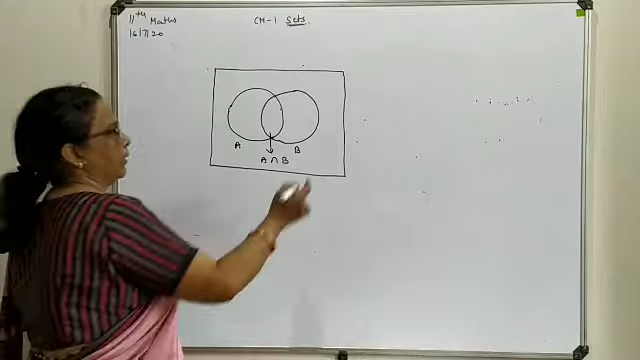 11th Maths
16/7/20
CH-1 Sets.
A
B
A ∩ B